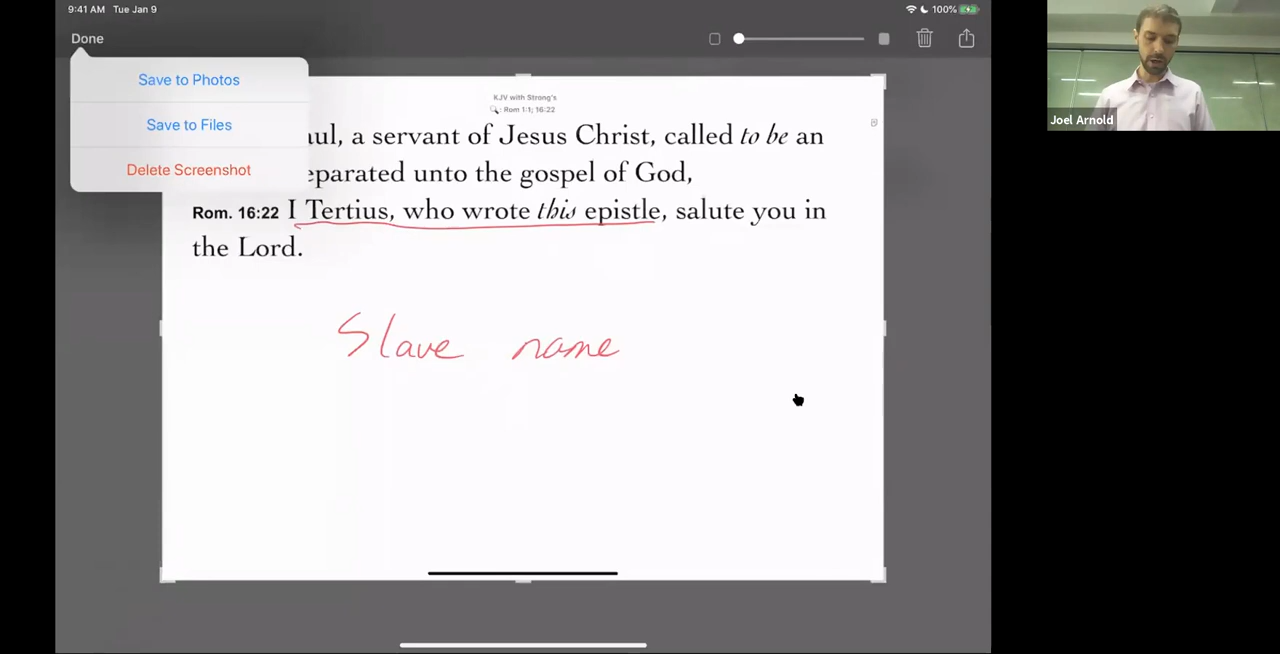 9:41 AM Tue Jan 9
100%
Done
Save to Photos
Save to Files
Delete Screenshot
KJV with Strong's
: Rom 1:1; 16:22
aul, a servant of Jesus Christ, called to be an
eparated unto the gospel of God,
Rom. 16:22 I Tertius, who wrote this epistle, salute you in
the Lord.
Slave name
Joel Arnold